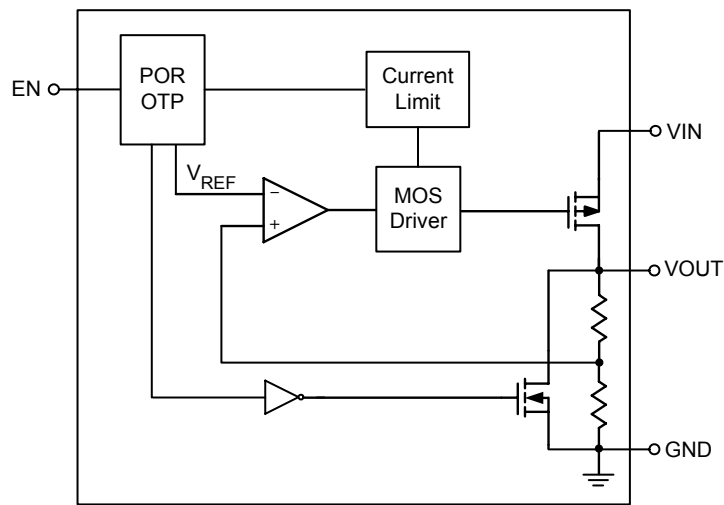 EN
POR
OTP
Current
Limit
VIN
VREF
−
+
MOS
Driver
VOUT
GND